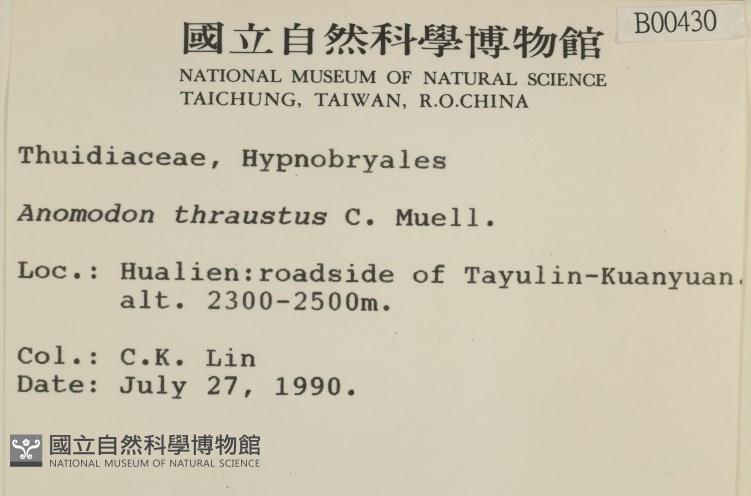 國立自然科學博物館
B00430
NATIONAL MUSEUM OF NATURAL SCIENCE
TAICHUNG, TAIWAN, R.O.CHINA
Thuidiaceae, Hypnobryales
Anomodon thraustus C. Muell.
Loc.: Hualien:roadside of Tayulin-Kuanyuan.
alt. 2300-2500m.
Col.: C.K. Lin
Date: July 27, 1990.
國立自然科學博物館
NATIONAL MUSEUM OF NATURAL SCIENCE